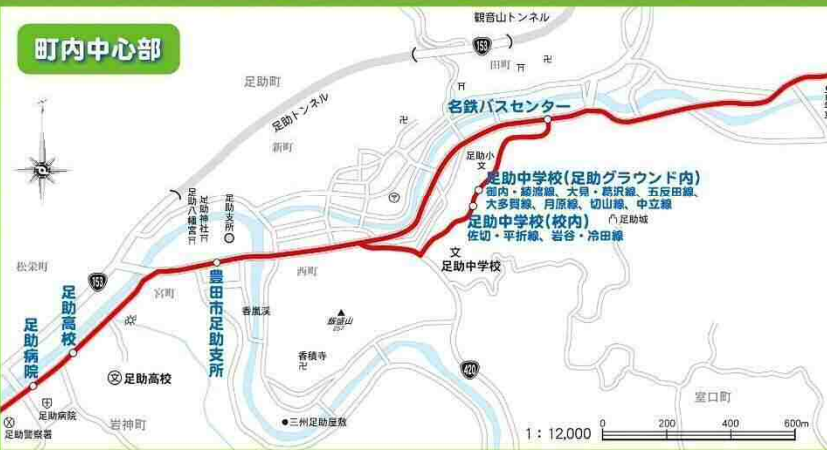 町内中心部
観音山トンネル
153
田町
足助町
足助トンネル
新町
名鉄バスセンター
足助小
文
足助中学校(足助グラウンド内)
御内・綾渡線、大見・葛沢線、五反田線、
大多賀線、月原線、切山線、中立線
足助中学校(校内)
佐切・平折線、岩谷・冷田線
足助城
文
足助中学校
足助八幡宮
足助神社
足助支所
松栄町
153
宮町
西町
豊田市足助支所
香嵐渓
飯盛山
香積寺
足助高校
足助病院
文
足助高校
足助病院
岩神町
足助警察署
三州足助屋敷
420
室口町
1:12,000
0 200 400 600m